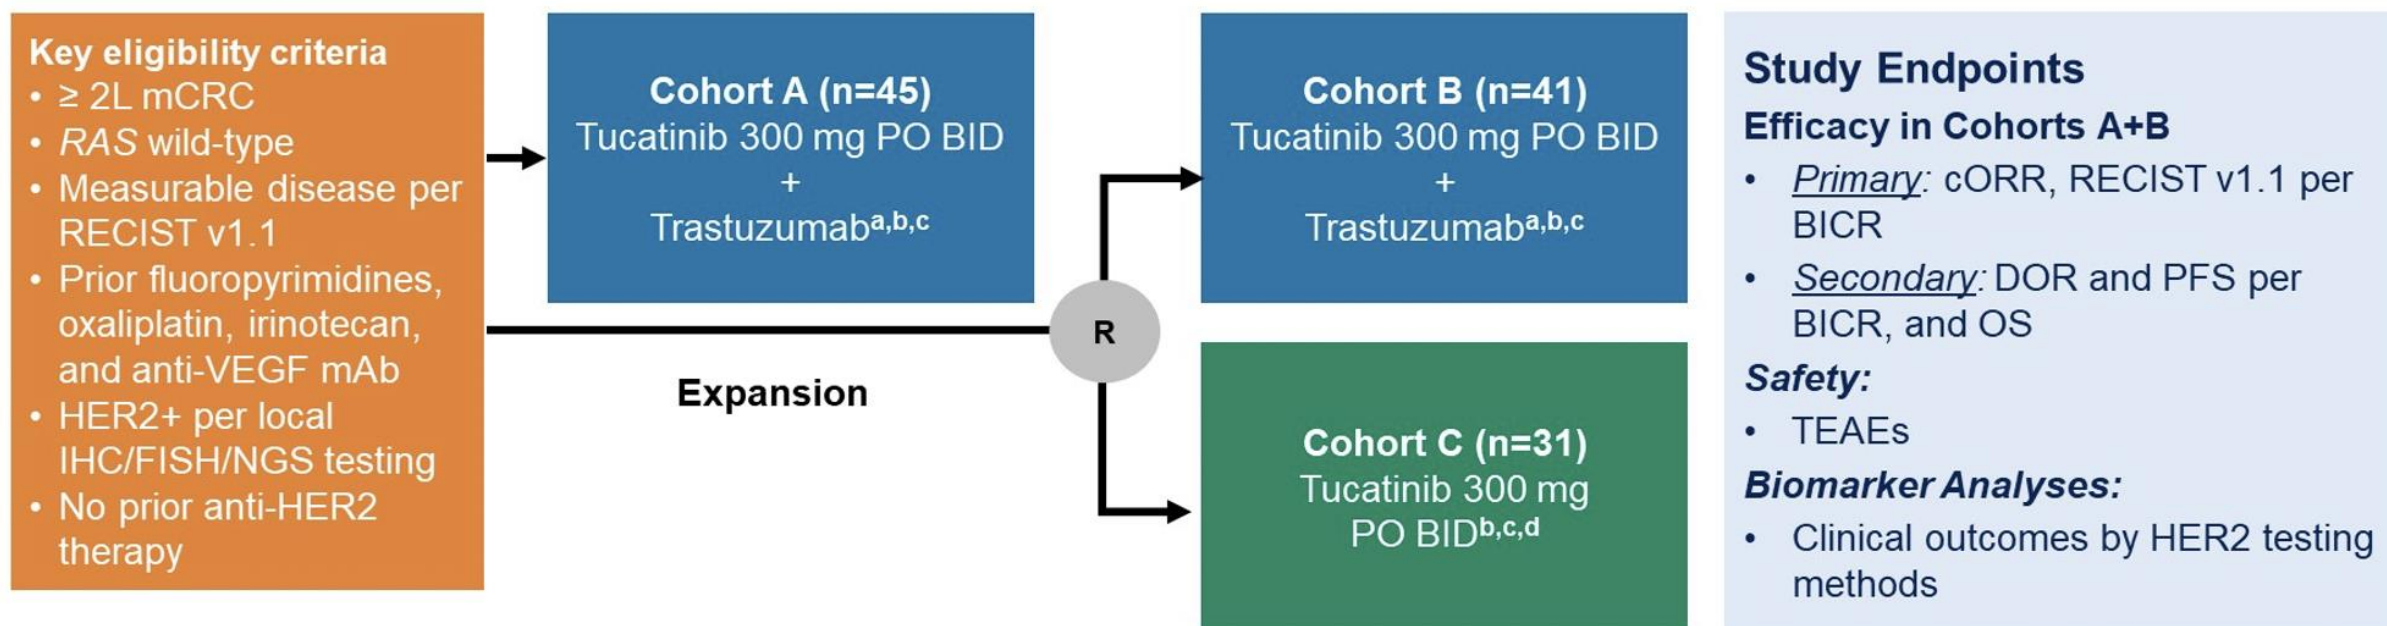 Key eligibility criteria
• ≥ 2L mCRC
• RAS wild-type
• Measurable disease per
RECIST v1.1
• Prior fluoropyrimidines,
oxaliplatin, irinotecan,
and anti-VEGF mAb
• HER2+ per local
IHC/FISH/NGS testing
• No prior anti-HER2
therapy
Cohort A (n=45)
Tucatinib 300 mg PO BID
+
Trastuzumaba,b,c
Expansion
R
Cohort B (n=41)
Tucatinib 300 mg PO BID
+
Trastuzumaba,b,c
Cohort C (n=31)
Tucatinib 300 mg
PO BIDb,c,d
Study Endpoints
Efficacy in Cohorts A+B
• Primary: cORR, RECIST v1.1 per
BICR
• Secondary: DOR and PFS per
BICR, and OS
Safety:
• TEAEs
Biomarker Analyses:
• Clinical outcomes by HER2 testing
methods